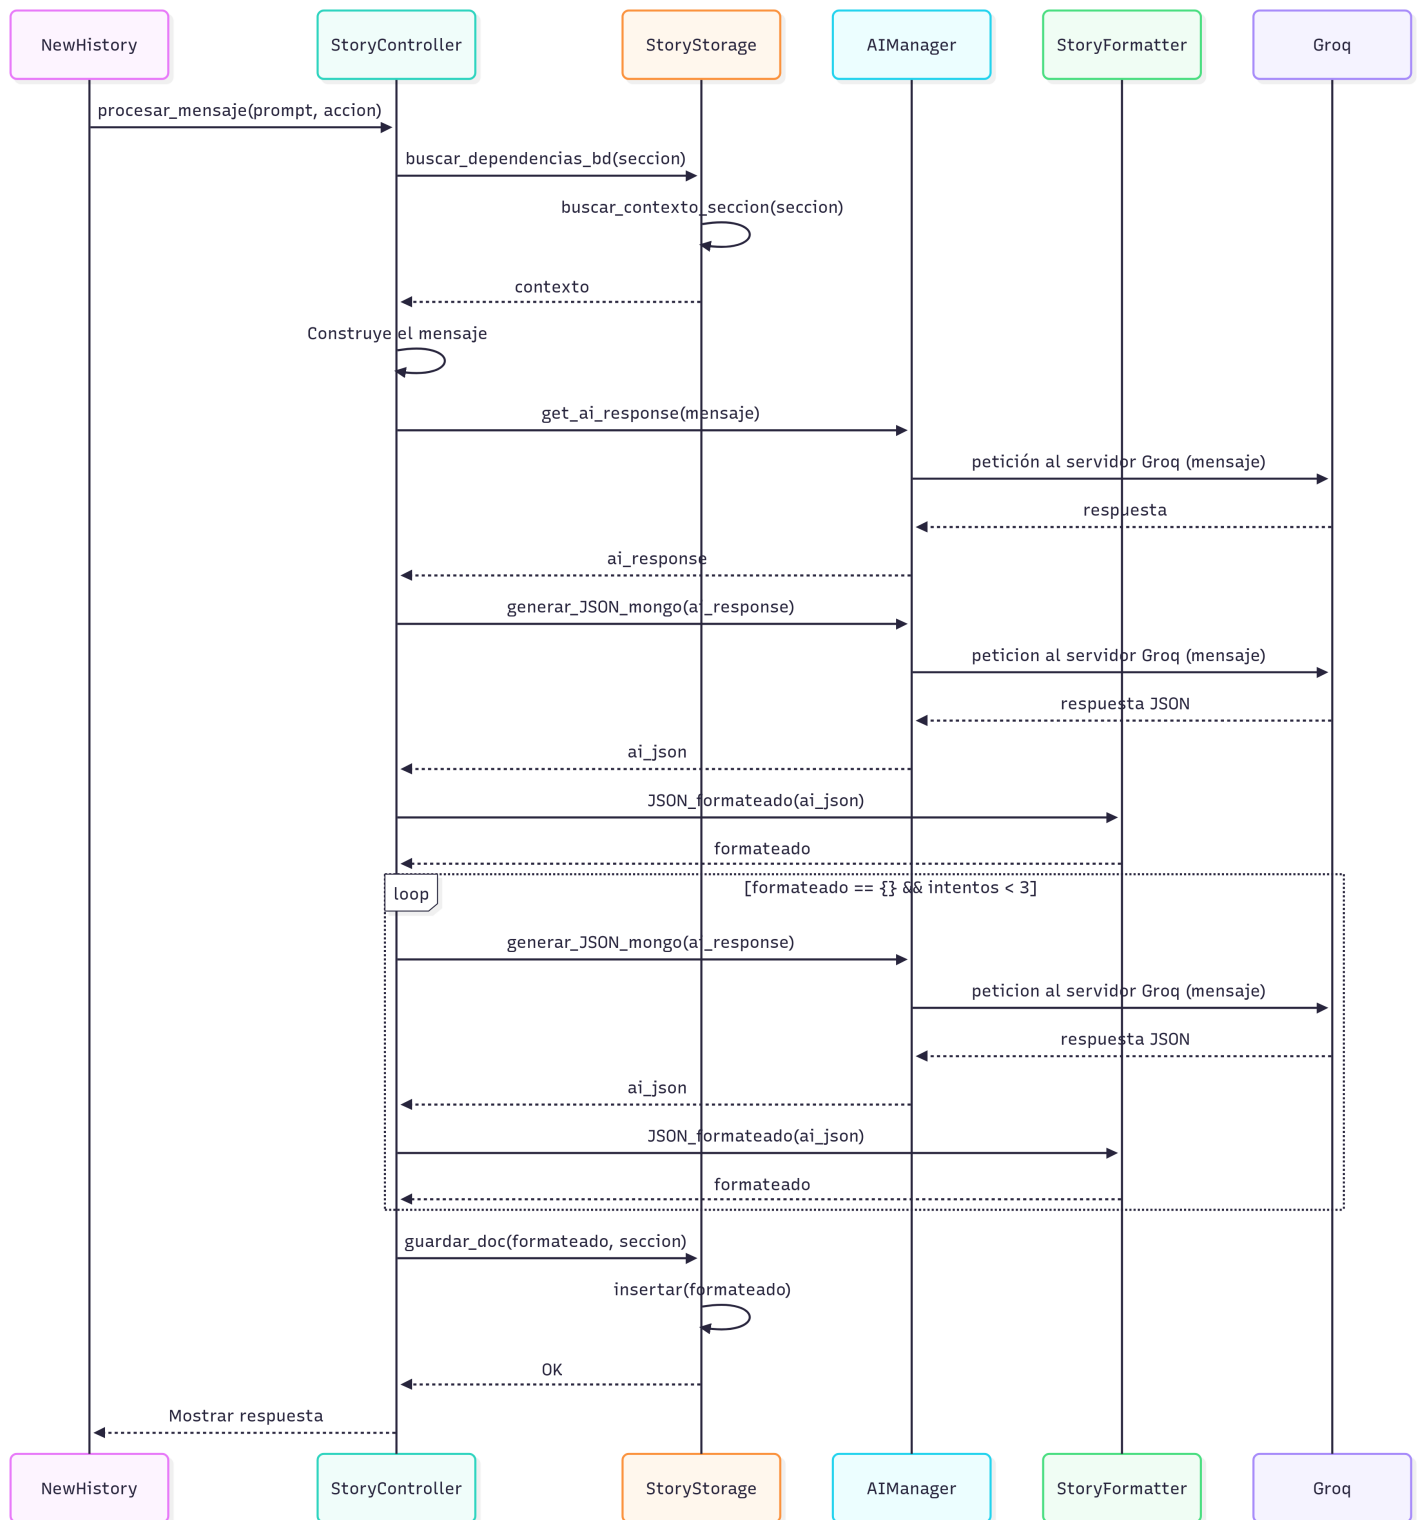 NewHistory
StoryController
StoryStorage
AIManager
StoryFormatter
Groq
procesar_mensaje(prompt, accion)
buscar_dependencias_bd(seccion)
buscar_contexto_seccion(seccion)
contexto
Construye el mensaje
get_ai_response(mensaje)
petición al servidor Groq (mensaje)
respuesta
ai_response
generar_JSON_mongo(ai_response)
peticion al servidor Groq (mensaje)
respuesta JSON
ai_json
JSON_formateado(ai_json)
formateado
loop
[formateado == {} && intentos < 3]
generar_JSON_mongo(ai_response)
peticion al servidor Groq (mensaje)
respuesta JSON
ai_json
JSON_formateado(ai_json)
formateado
guardar_doc(formateado, seccion)
insertar(formateado)
OK
Mostrar respuesta
NewHistory
StoryController
StoryStorage
AIManager
StoryFormatter
Groq